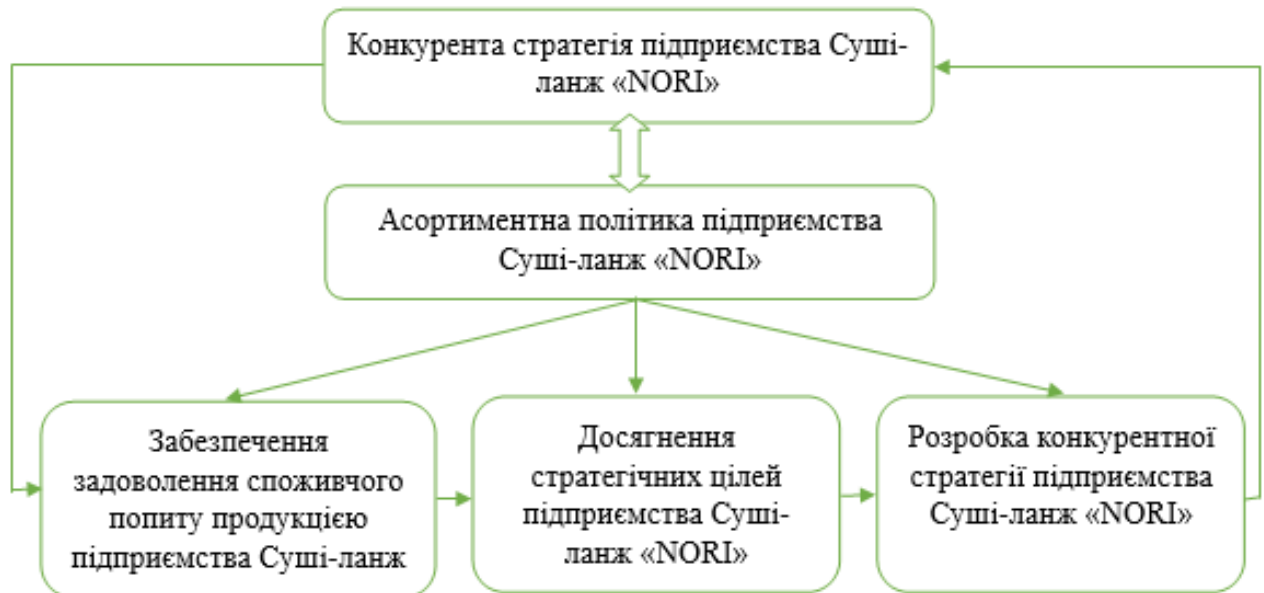 Конкурента стратегія підприємства Суші-
ланж «NORI»
Асортиментна політика підприємства
Суші-ланж «NORI»
Забезпечення
задоволення споживчого
попиту продукцією
підприємства Суші-ланж
Досягнення
стратегічних цілей
підприємства Суші-
ланж «NORI»
Розробка конкурентної
стратегії підприємства
Суші-ланж «NORI»